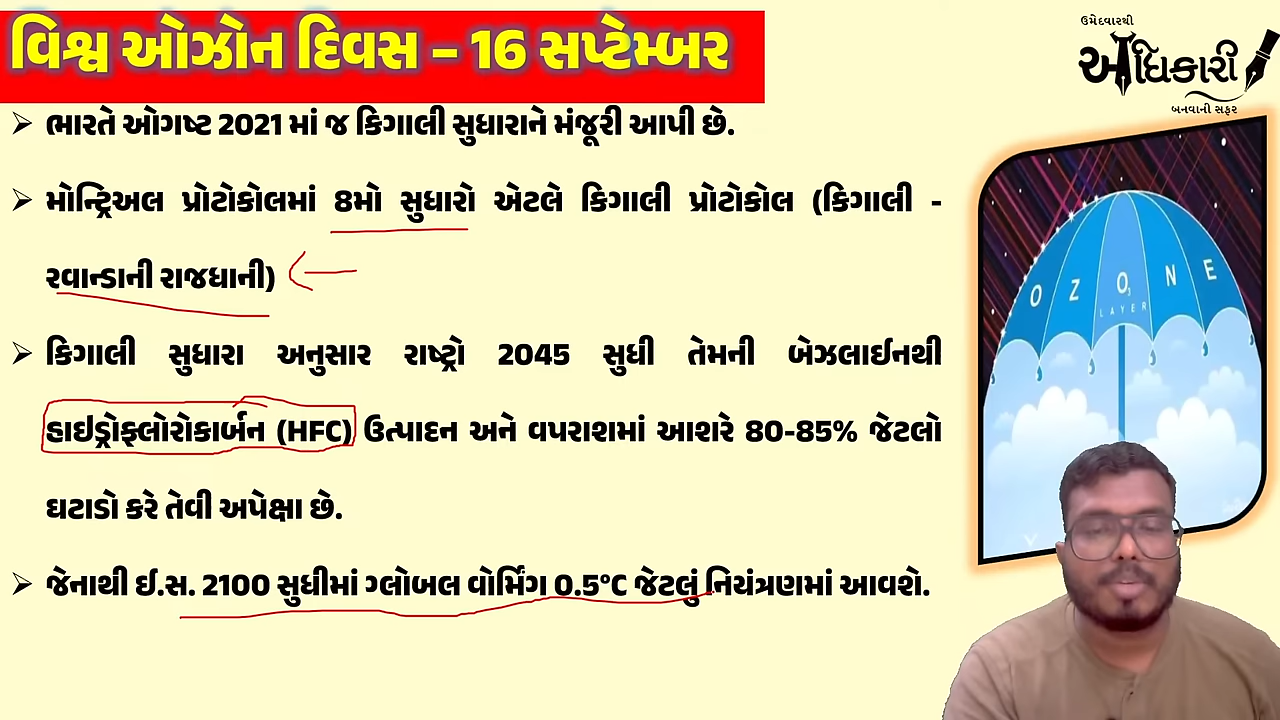 વિશ્વ ઓઝોન દિવસ – 16 સપ્ટેમ્બર
ઉમેદવારથી
અધિકારી
બનવાની સફર
➢ ભારતે ઓગષ્ટ 2021 માં જ કિગાલી સુધારાને મંજૂરી આપી છે.
➢ મોન્ટ્રિઅલ પ્રોટોકોલમાં 8મો સુધારો એટલે કિગાલી પ્રોટોકોલ (કિગાલી -
રવાન્ડાની રાજધાની)
➢ કિગાલી સુધારા અનુસાર રાષ્ટ્રો 2045 સુધી તેમની બેઝલાઈનથી
હાઇડ્રોફ્લોરોકાર્બન (HFC) ઉત્પાદન અને વપરાશમાં આશરે 80-85% જેટલો
ઘટાડો કરે તેવી અપેક્ષા છે.
➢ જેનાથી ઈ.સ. 2100 સુધીમાં ગ્લોબલ વોર્મિંગ 0.5°C જેટલું નિયંત્રણમાં આવશે.
OZO₃NE
LAYER